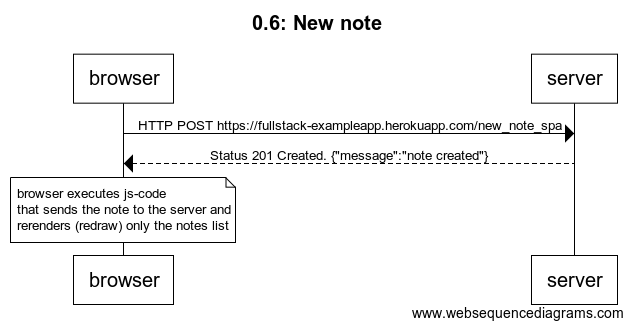 0.6: New note
browser
server
HTTP POST https://fullstack-exampleapp.herokuapp.com/new_note_spa
Status 201 Created. {"message":"note created"}
browser executes js-code
that sends the note to the server and
rerenders (redraw) only the notes list
browser
server
www.websequencediagrams.com